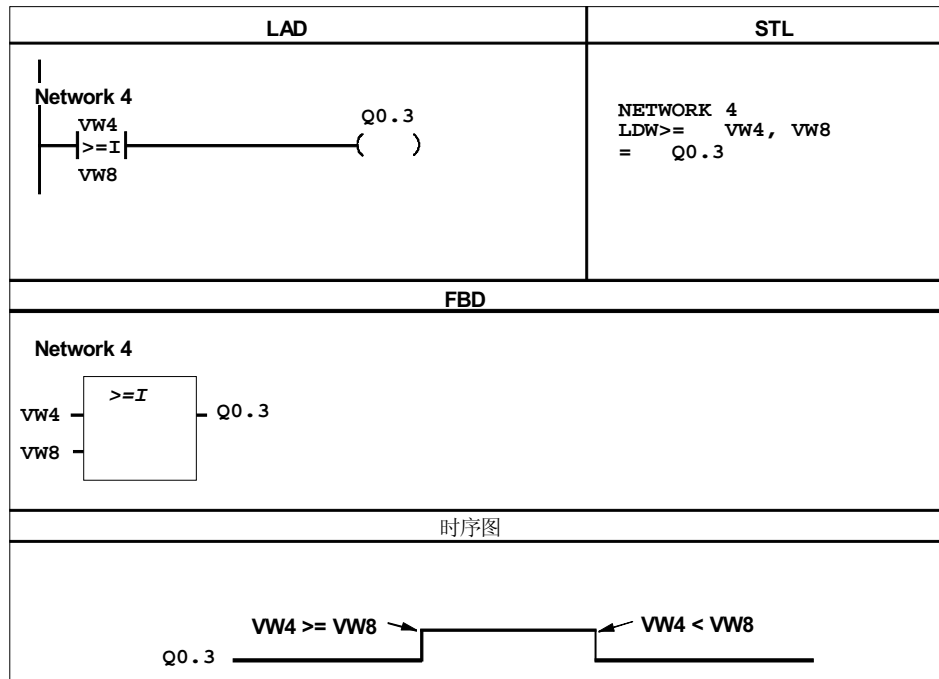 LAD
STL
Network 4
VW4
>=I
VW8
Q0.3
( )
NETWORK 4
LDW>= VW4, VW8
= Q0.3
FBD
Network 4
>=I
VW4
Q0.3
VW8
时序图
VW4 >= VW8
VW4 < VW8
Q0.3